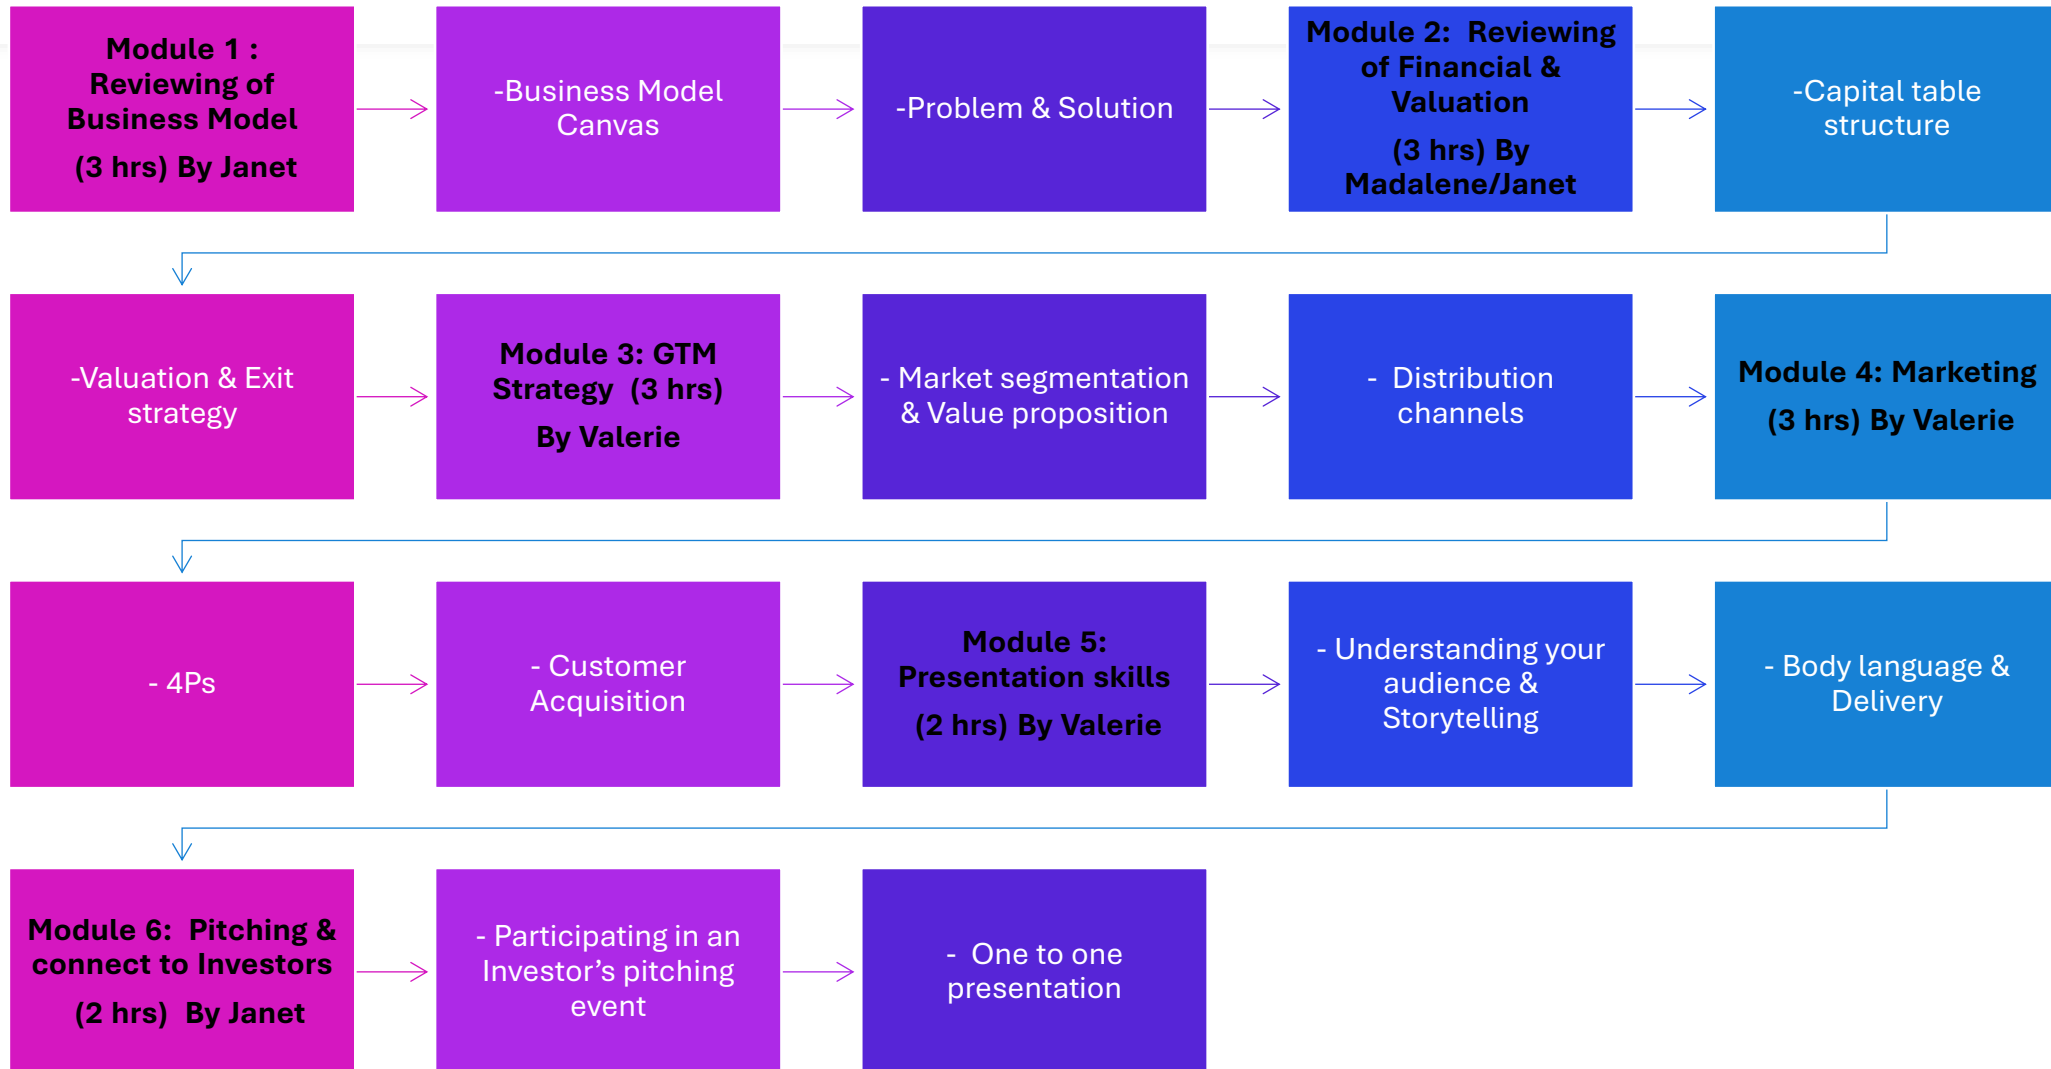 Module 1 :
Reviewing of
Business Model
(3 hrs) By Janet
-Business Model
Canvas
-Problem & Solution
Module 2:  Reviewing
of Financial &
Valuation
(3 hrs) By
Madalene/Janet
-Capital table
structure
-Valuation & Exit
strategy
Module 3: GTM
Strategy  (3 hrs)
By Valerie
- Market segmentation
& Value proposition
-  Distribution
channels
Module 4: Marketing
(3 hrs) By Valerie
- 4Ps
- Customer
Acquisition
Module 5:
Presentation skills
(2 hrs) By Valerie
- Understanding your
audience &
Storytelling
- Body language &
Delivery
Module 6:  Pitching &
connect to Investors
(2 hrs)  By Janet
- Participating in an
Investor’s pitching
event
-  One to one
presentation